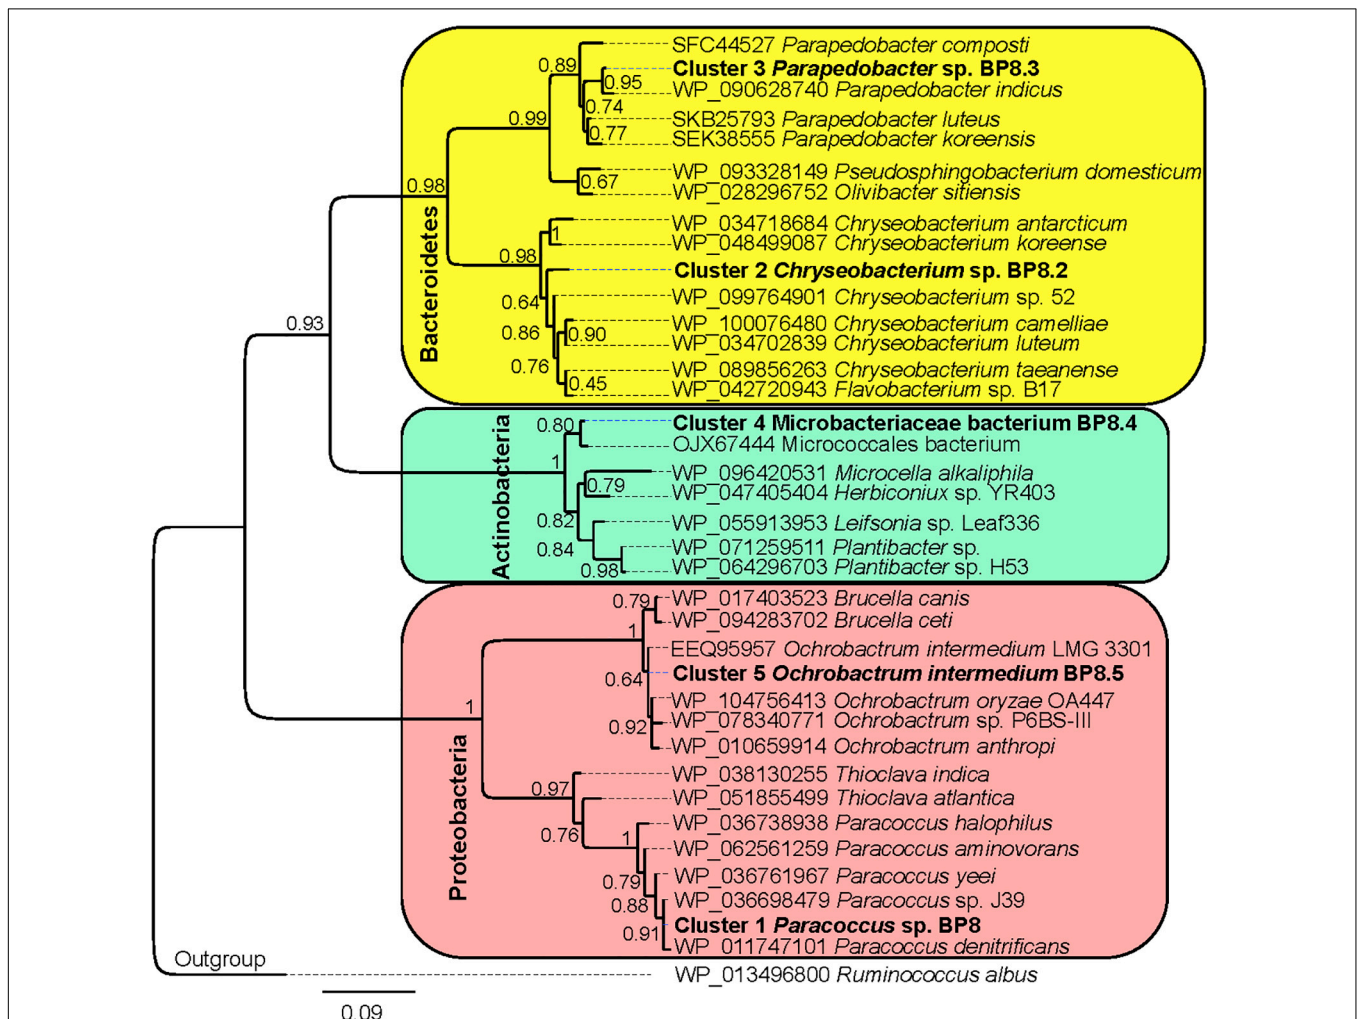 SFC44527 Parapedobacter composti
0.89
Cluster 3 Parapedobacter sp. BP8.3
0.95
WP_090628740 Parapedobacter indicus
0.74
0.99
SKB25793 Parapedobacter luteus
0.77
SEK38555 Parapedobacter koreensis
WP_093328149 Pseudosphingobacterium domesticum
0.67
0.98
WP_028296752 Olivibacter sitiensis
WP_034718684 Chryseobacterium antarcticum
1
WP_048499087 Chryseobacterium koreense
0.98
Cluster 2 Chryseobacterium sp. BP8.2
Bacteroidetes
0.64
WP_099764901 Chryseobacterium sp. 52
0.93
WP_100076480 Chryseobacterium camelliae
0.86
0.90
WP_034702839 Chryseobacterium luteum
0.76
WP_089856263 Chryseobacterium taeanense
0.45
WP_042720943 Flavobacterium sp. B17
0.80
Cluster 4 Microbacteriaceae bacterium BP8.4
OJX67444 Micrococcales bacterium
1
WP_096420531 Microcella alkaliphila
0.79
WP_047405404 Herbiconiux sp. YR403
Actinobacteria
0.82
WP_055913953 Leifsonia sp. Leaf336
0.84
WP_071259511 Plantibacter sp.
0.98
WP_064296703 Plantibacter sp. H53
0.79
WP_017403523 Brucella canis
WP_094283702 Brucella ceti
1
EEQ95957 Ochrobactrum intermedium LMG 3301
0.64
Cluster 5 Ochrobactrum intermedium BP8.5
1
WP_104756413 Ochrobactrum oryzae OA447
0.92
WP_078340771 Ochrobactrum sp. P6BS-III
WP_010659914 Ochrobactrum anthropi
Proteobacteria
WP_038130255 Thioclava indica
0.97
WP_051855499 Thioclava atlantica
0.76
1
WP_036738938 Paracoccus halophilus
WP_062561259 Paracoccus aminovorans
0.79
WP_036761967 Paracoccus yeei
0.88
WP_036698479 Paracoccus sp. J39
Cluster 1 Paracoccus sp. BP8
0.91
WP_011747101 Paracoccus denitrificans
Outgroup
WP_013496800 Ruminococcus albus
0.09